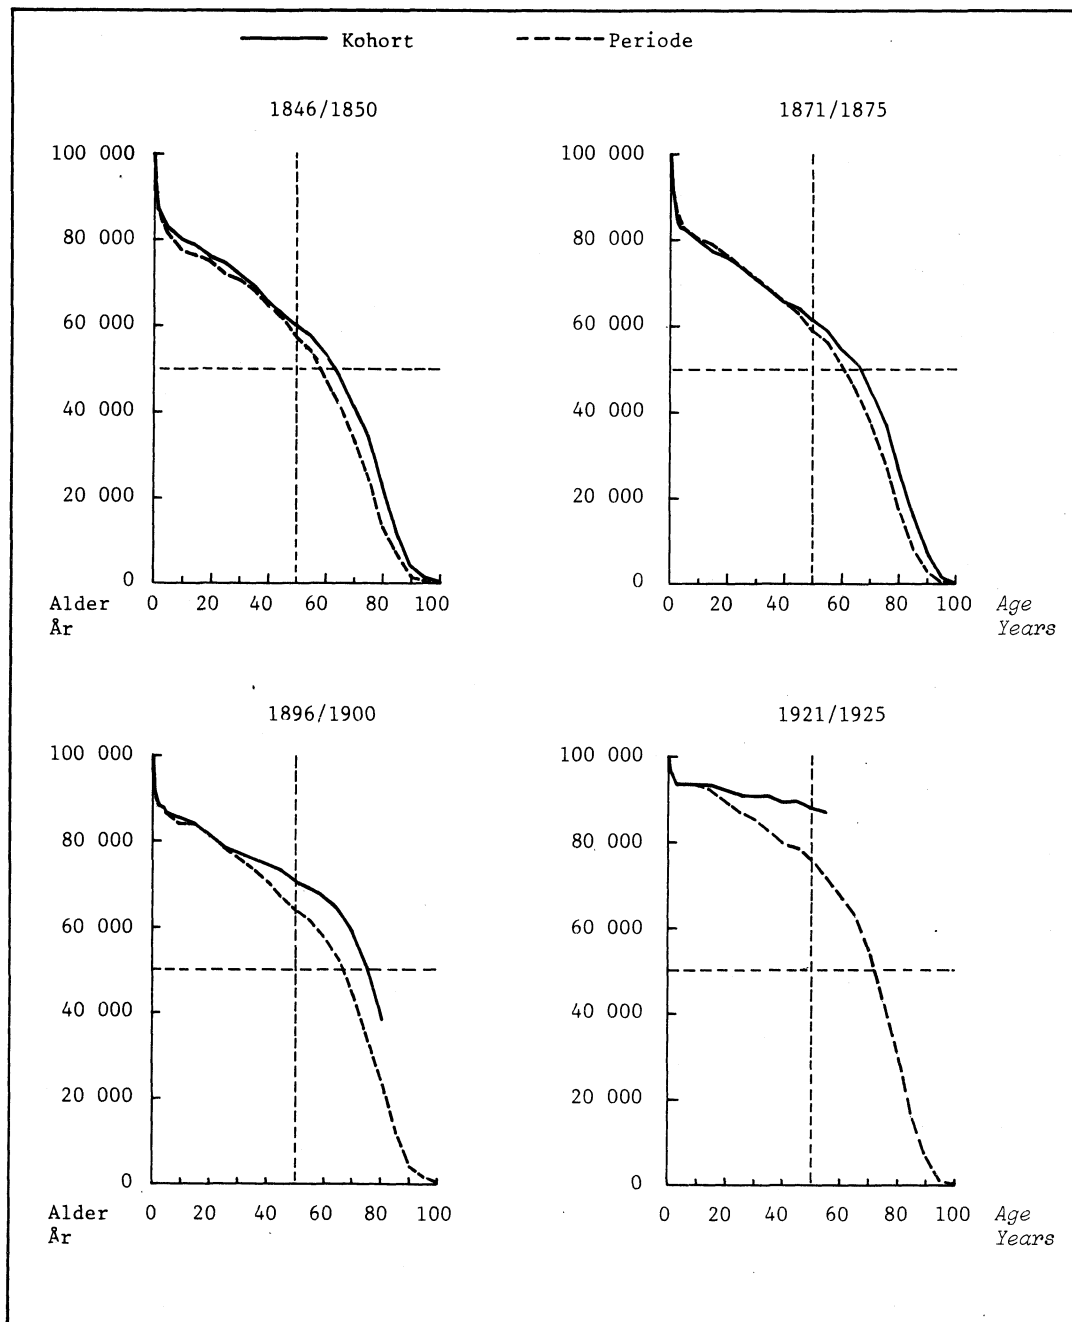 Kohort Periode
1846/1850 1871/1875
100 000 100 000
80 000 80 000
60 000 60 000
40 000 40 000
20 000 20 000
0 0
Alder 0 20 40 60 80 100 0 20 40 60 80 100 Age
År Years
1896/1900 1921/1925
100 000 100 000
80 000 80 000
60 000 60 000
40 000 40 000
20 000 20 000
0 0
Alder 0 20 40 60 80 100 0 20 40 60 80 100 Age
År Years